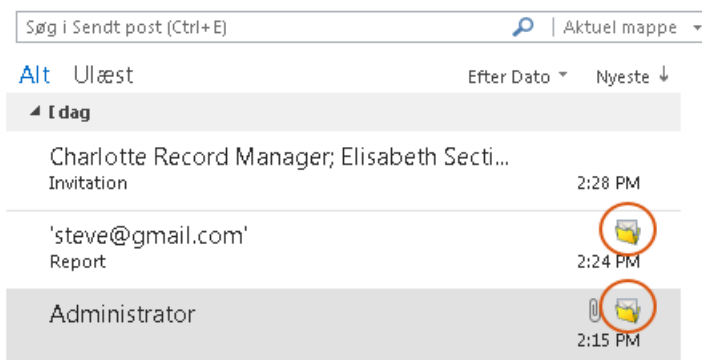 Søg i Sendt post (Ctrl+E) Aktuel mappe
Alt Ulæst Efter Dato Nyeste
I dag
Charlotte Record Manager; Elisabeth Secti...
Invitation 2:28 PM
'steve@gmail.com'
Report 2:24 PM
Administrator
2:15 PM